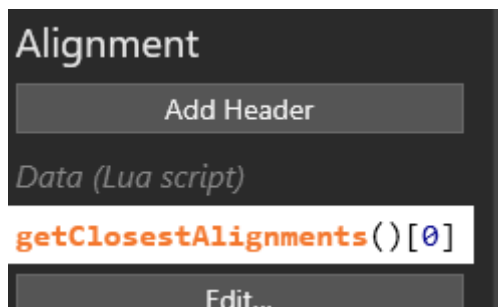 Alignment
Add Header
Data (Lua script)
getClosestAlignments()[0]
Edit...